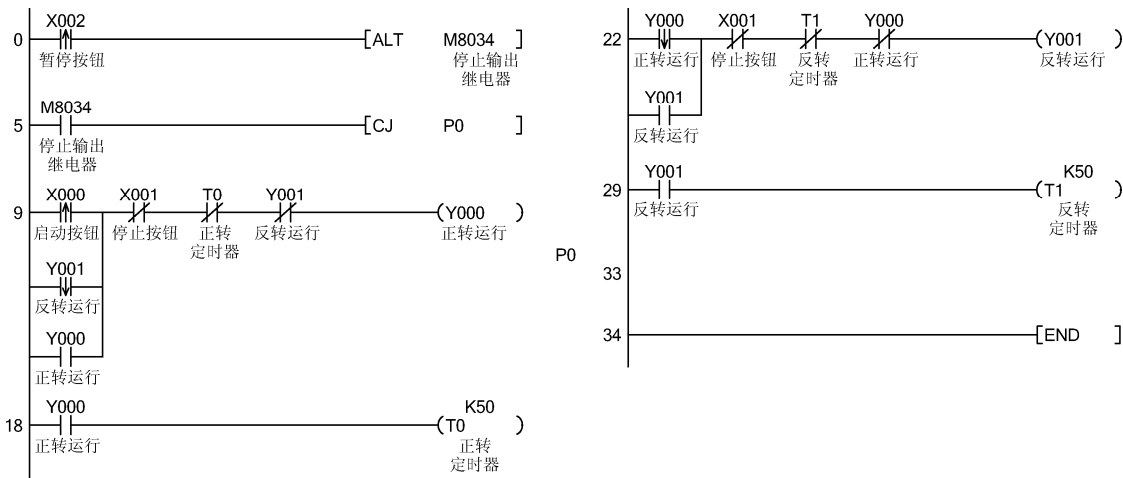 X002
0 [ALT M8034 ]
暂停按钮 停止输出
继电器
M8034
5 [CJ P0 ]
停止输出
继电器
X000 X001 T0 Y001
9 (Y000 )
启动按钮 停止按钮 正转 反转运行 正转运行
定时器
Y001
反转运行
Y000
正转运行
Y000 K50
18 (T0 )
正转运行 正转
定时器
Y000 X001 T1 Y000
22 (Y001 )
正转运行 停止按钮 反转 正转运行 反转运行
定时器
Y001
反转运行
Y001 K50
29 (T1 )
反转运行 反转
定时器
P0
33
34 [END ]